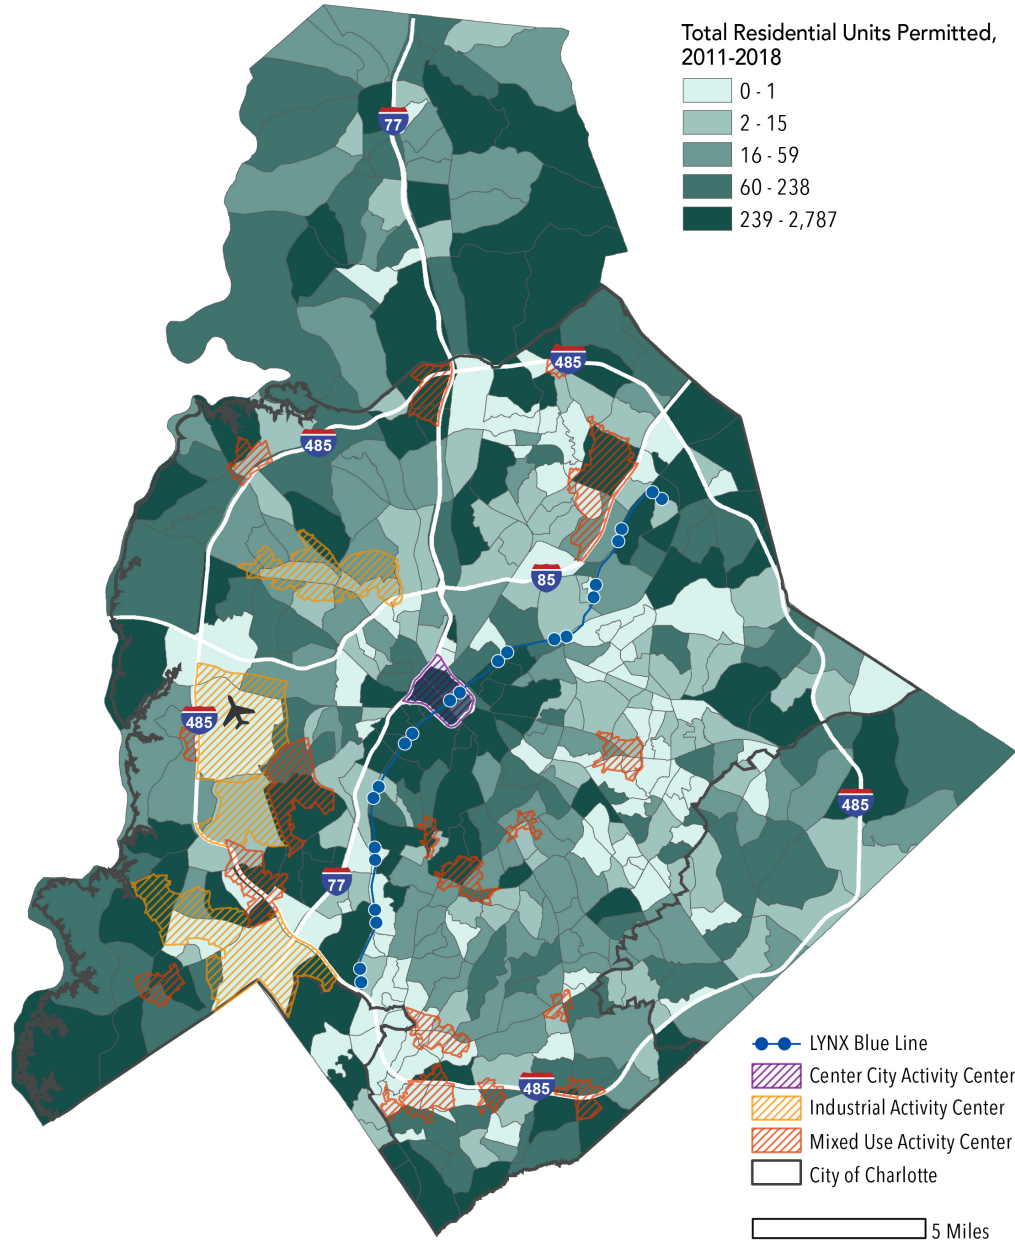 Total Residential Units Permitted,
2011-2018
0 - 1
2 - 15
16 - 59
60 - 238
239 - 2,787
77
485
485
85
485
485
77
485
LYNX Blue Line
Center City Activity Center
Industrial Activity Center
Mixed Use Activity Center
City of Charlotte
5 Miles